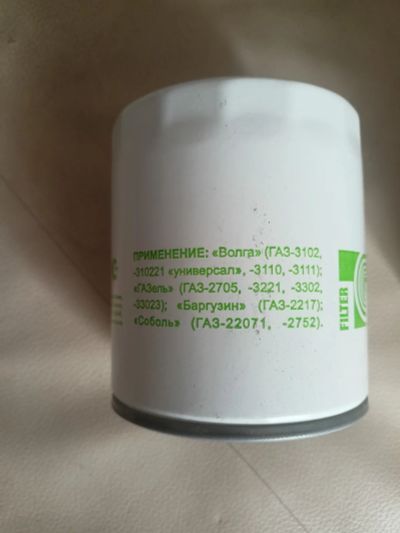 ПРИМЕНЕНИЕ: «Волга» (ГАЗ-3102,
-310221 «универсал», -3110, -3111);
«ГАЗель» (ГАЗ-2705, -3221, -3302,
-33023); «Баргузин» (ГАЗ-2217);
«Соболь» (ГАЗ-22171, -2752).
FILTER